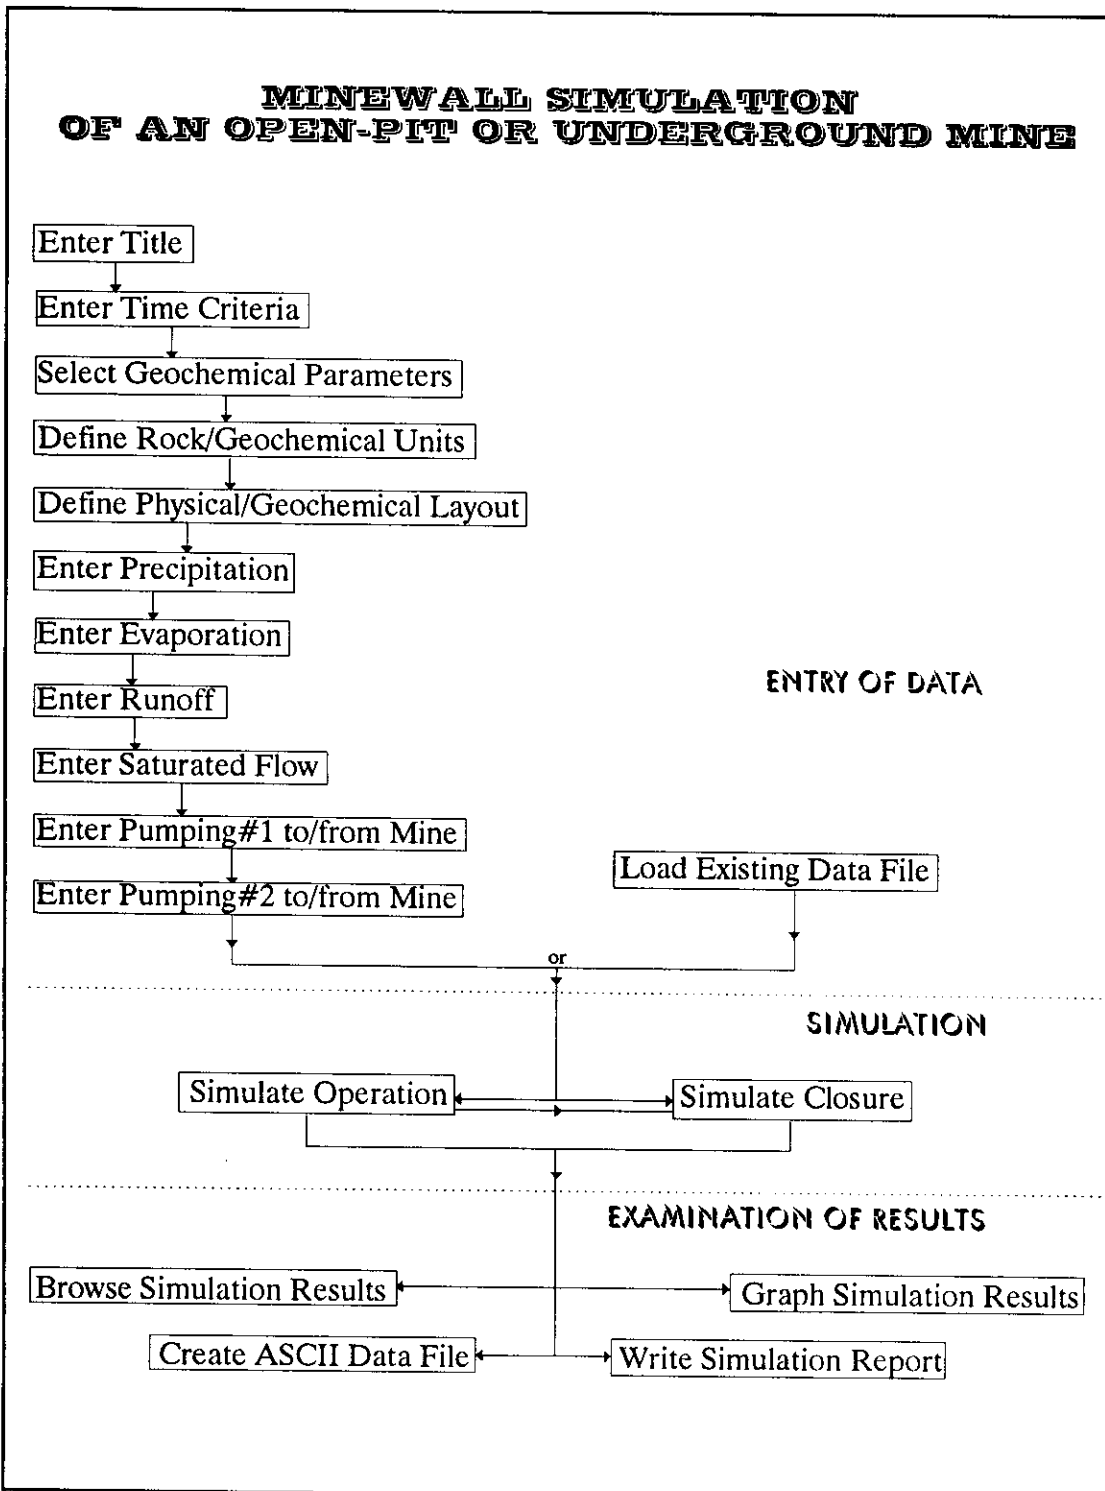 MINEWALL SIMULATION
OF AN OPEN-PIT OR UNDERGROUND MINE
Enter Title
Enter Time Criteria
Select Geochemical Parameters
Define Rock/Geochemical Units
Define Physical/Geochemical Layout
Enter Precipitation
Enter Evaporation
ENTRY OF DATA
Enter Runoff
Enter Saturated Flow
Enter Pumping#1 to/from Mine
Load Existing Data File
Enter Pumping#2 to/from Mine
or
SIMULATION
Simulate Operation
Simulate Closure
EXAMINATION OF RESULTS
Browse Simulation Results
Graph Simulation Results
Create ASCII Data File
Write Simulation Report